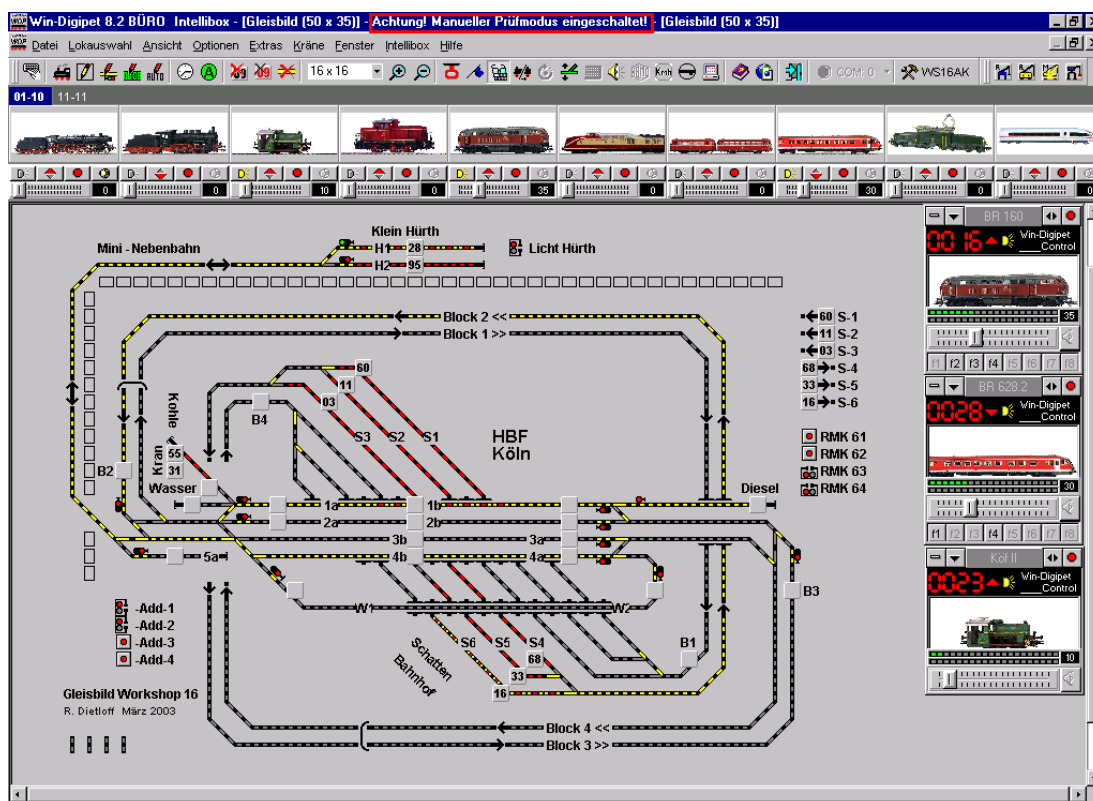 Win-Digipet 8.2 BÜRO Intellibox - [Gleisbild (50 x 35)] - Achtung! Manueller Prüfmodus eingeschaltet! - [Gleisbild (50 x 35)]
Datei Lokauswahl Ansicht Optionen Extras Kräne Fenster Intellibox Hilfe
AUTO A 16 x 16 COM: 0 WS16AK
01-10 11-11
0 0 10 0 35 0 0 30 0 0
Klein Hürth
Mini - Nebenbahn
H1 28
H2 95
Licht Hürth
Block 2 <<
Block 1 >>
60 S-1
11 S-2
03 S-3
68 S-4
33 S-5
16 S-6
60
11
03
B4
S3 S2 S1
HBF
Köln
Kohle
Kran
55
31
B2
Wasser
Diesel
RMK 61
RMK 62
RMK 63
RMK 64
1a 1b
2a 2b
3b 3a
4b 4a
5a
W1 W2
B3
B1
S6 S5 S4
68
33
16
Schatten
Bahnhof
-Add-1
-Add-2
-Add-3
-Add-4
Gleisbild Workshop 16
R. Dietloff März 2003
Block 4 <<
Block 3 >>
BR 160
0016 Win-Digipet
Control
35
f1 f2 f3 f4 f5 f6 f7 f8
BR 628.2
0028 Win-Digipet
Control
30
f1 f2 f3 f4 f5 f6 f7 f8
Köf II
0023 Win-Digipet
Control
10